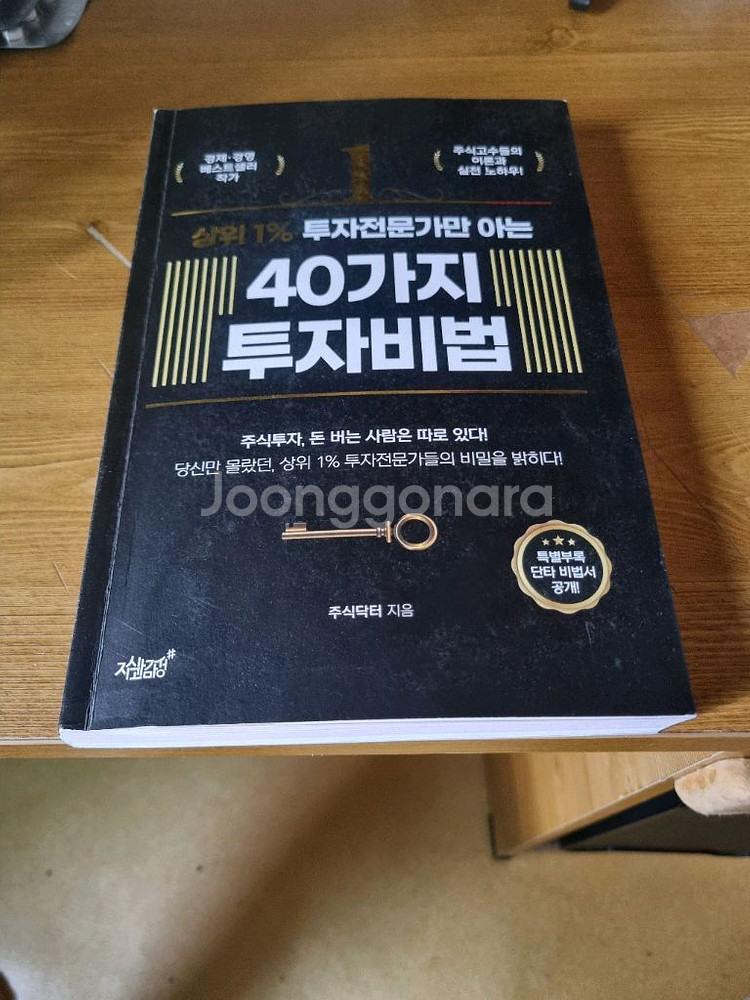 경제·경영
베스트셀러
작가
1
주식고수들의
이론과
실전 노하우!
상위 1% 투자전문가만 아는
40가지
투자비법
주식투자, 돈 버는 사람은 따로 있다!
당신만 몰랐던, 상위 1% 투자전문가들의 비밀을 밝히다!
Joonggonara
특별부록
단타 비법서
공개!
주식닥터 지음
지식과감성#